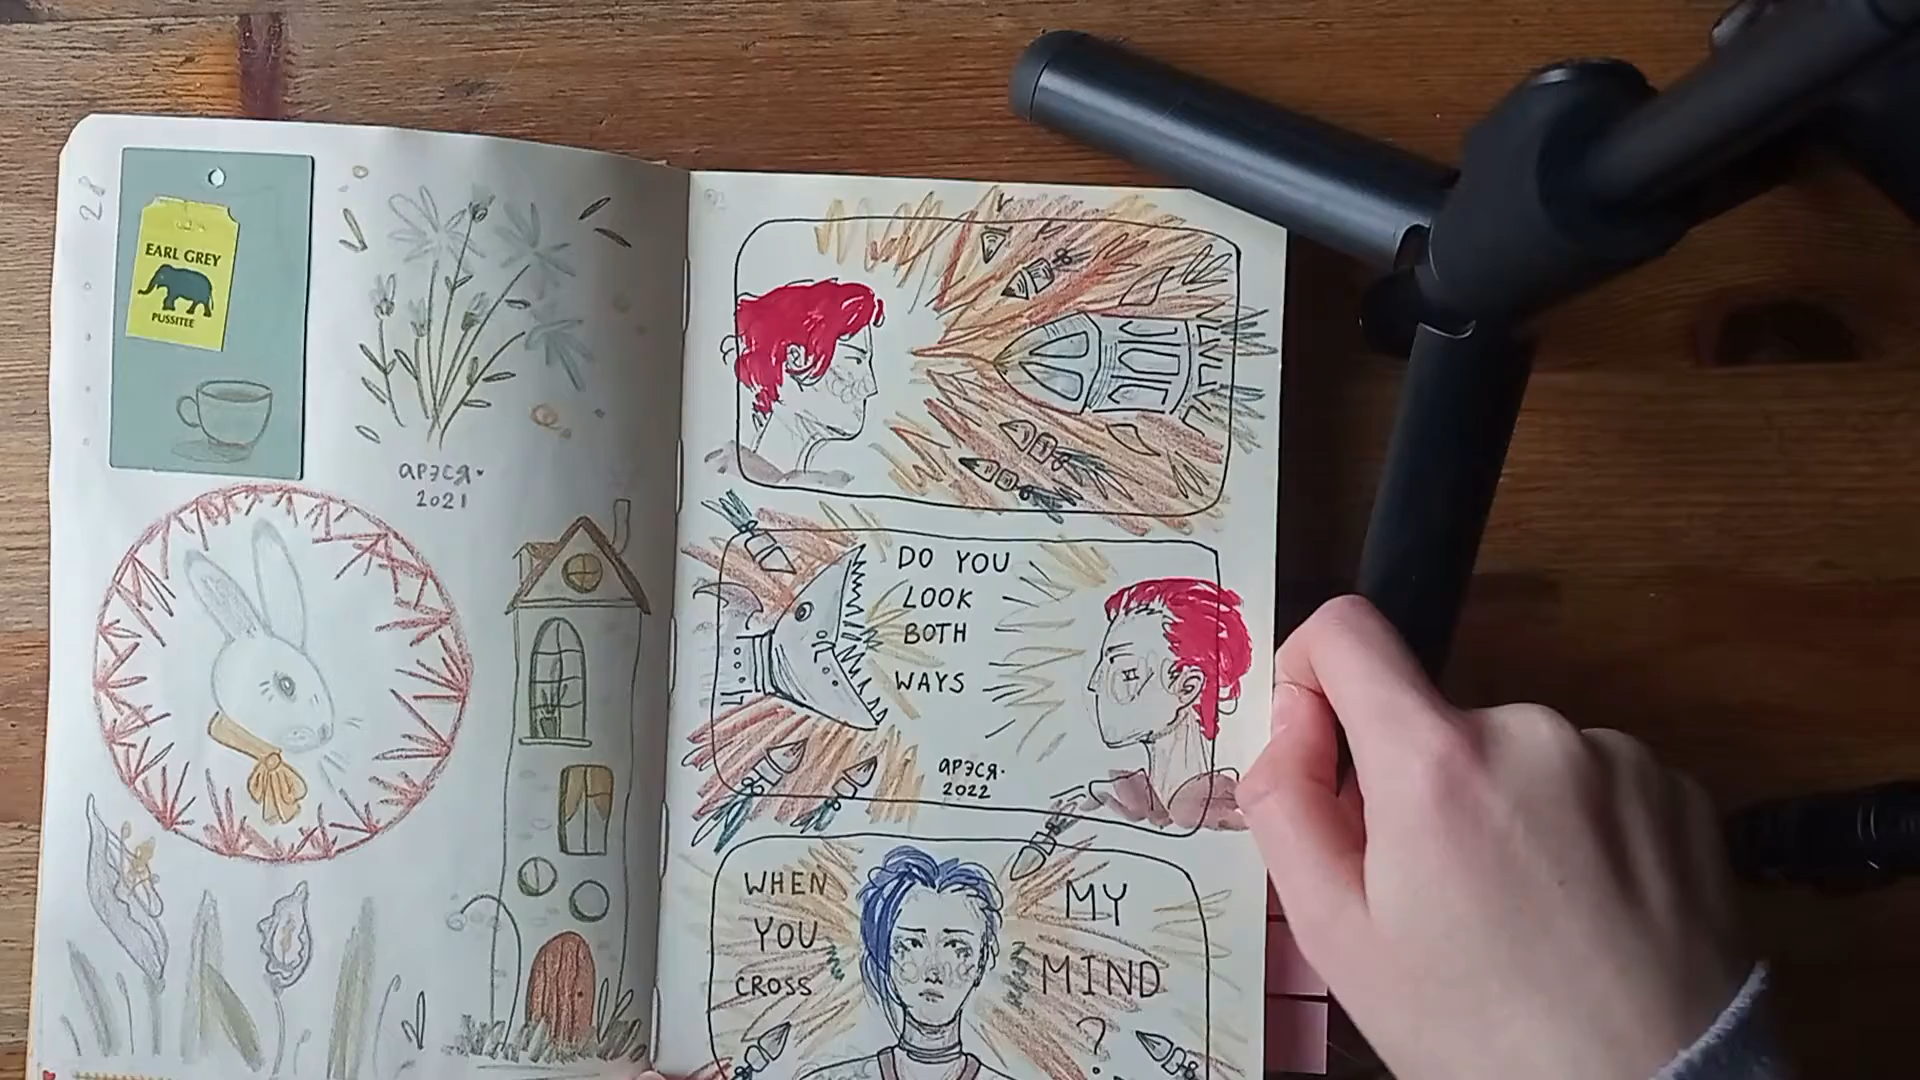 28
EARL GREY
PUSSITEE
АРЭСЯ
2021
DO YOU
LOOK
BOTH
WAYS
АРЭСЯ
2022
WHEN
YOU
CROSS
MY
MIND
?